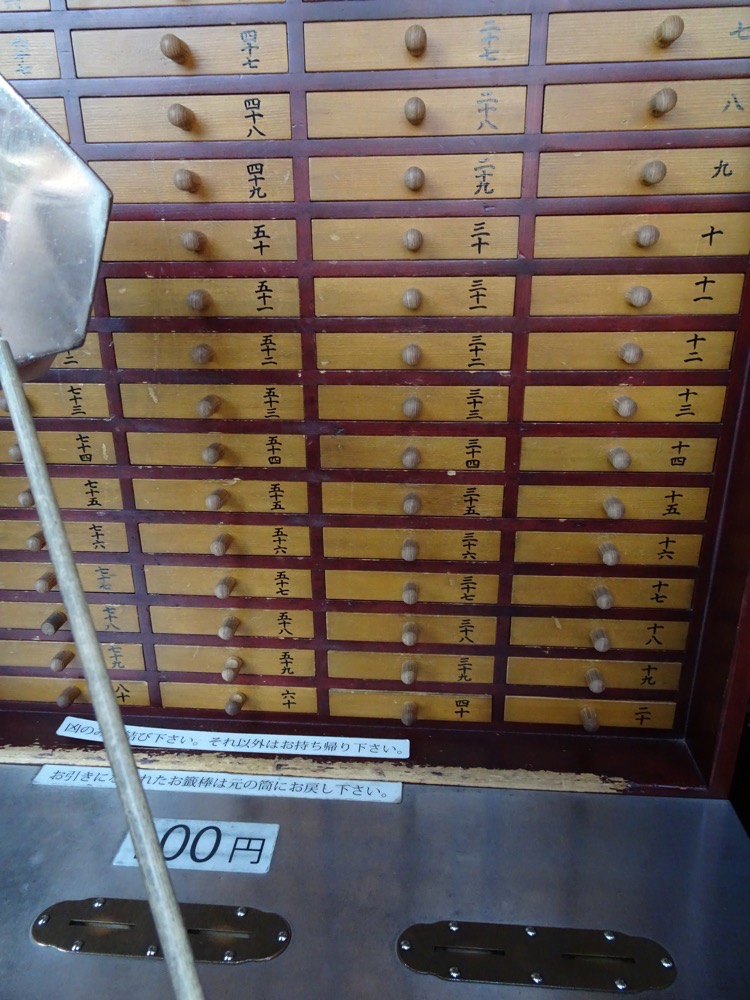 七
八
九
十
十一
十二
十三
十四
十五
十六
十七
十八
十九
二十
二十七
二十八
二十九
三十
三十一
三十二
三十三
三十四
三十五
三十六
三十七
三十八
三十九
四十
四十七
四十八
四十九
五十
五十一
五十二
五十三
五十四
五十五
五十六
五十七
五十八
五十九
六十
七十三
七十四
七十五
七十六
七十七
七十八
七十九
八十
凶のみ 結び下さい。それ以外はお持ち帰り下さい。
お引きに れたお籤棒は元の筒にお戻し下さい。
00円